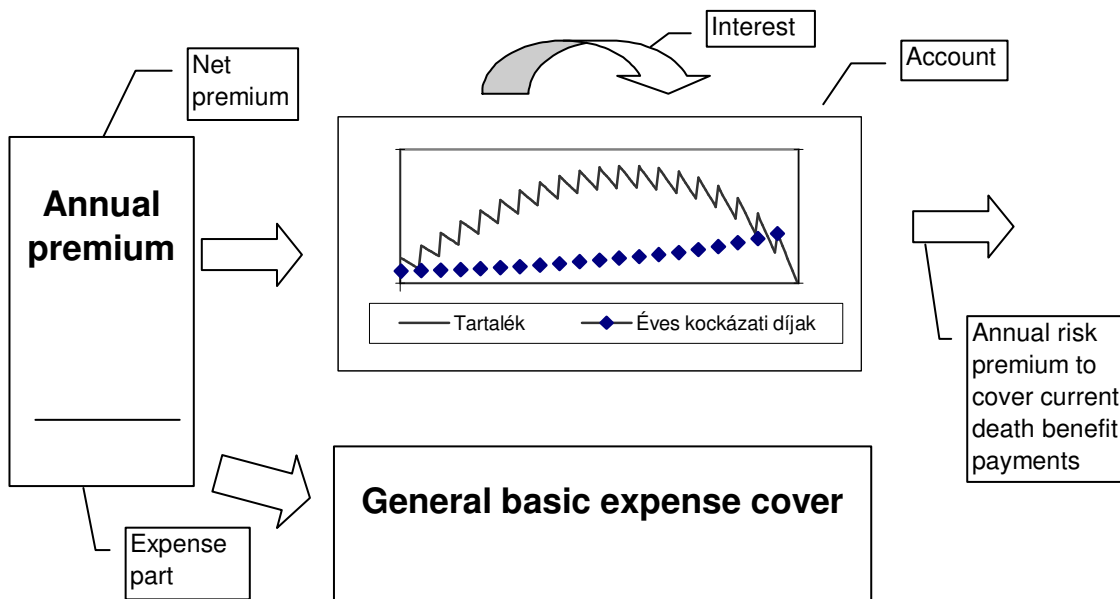 Interest
Net
premium
Account
Annual
premium
Tartalék
Éves kockázati díjak
Annual risk
premium to
cover current
death benefit
payments
General basic expense cover
Expense
part